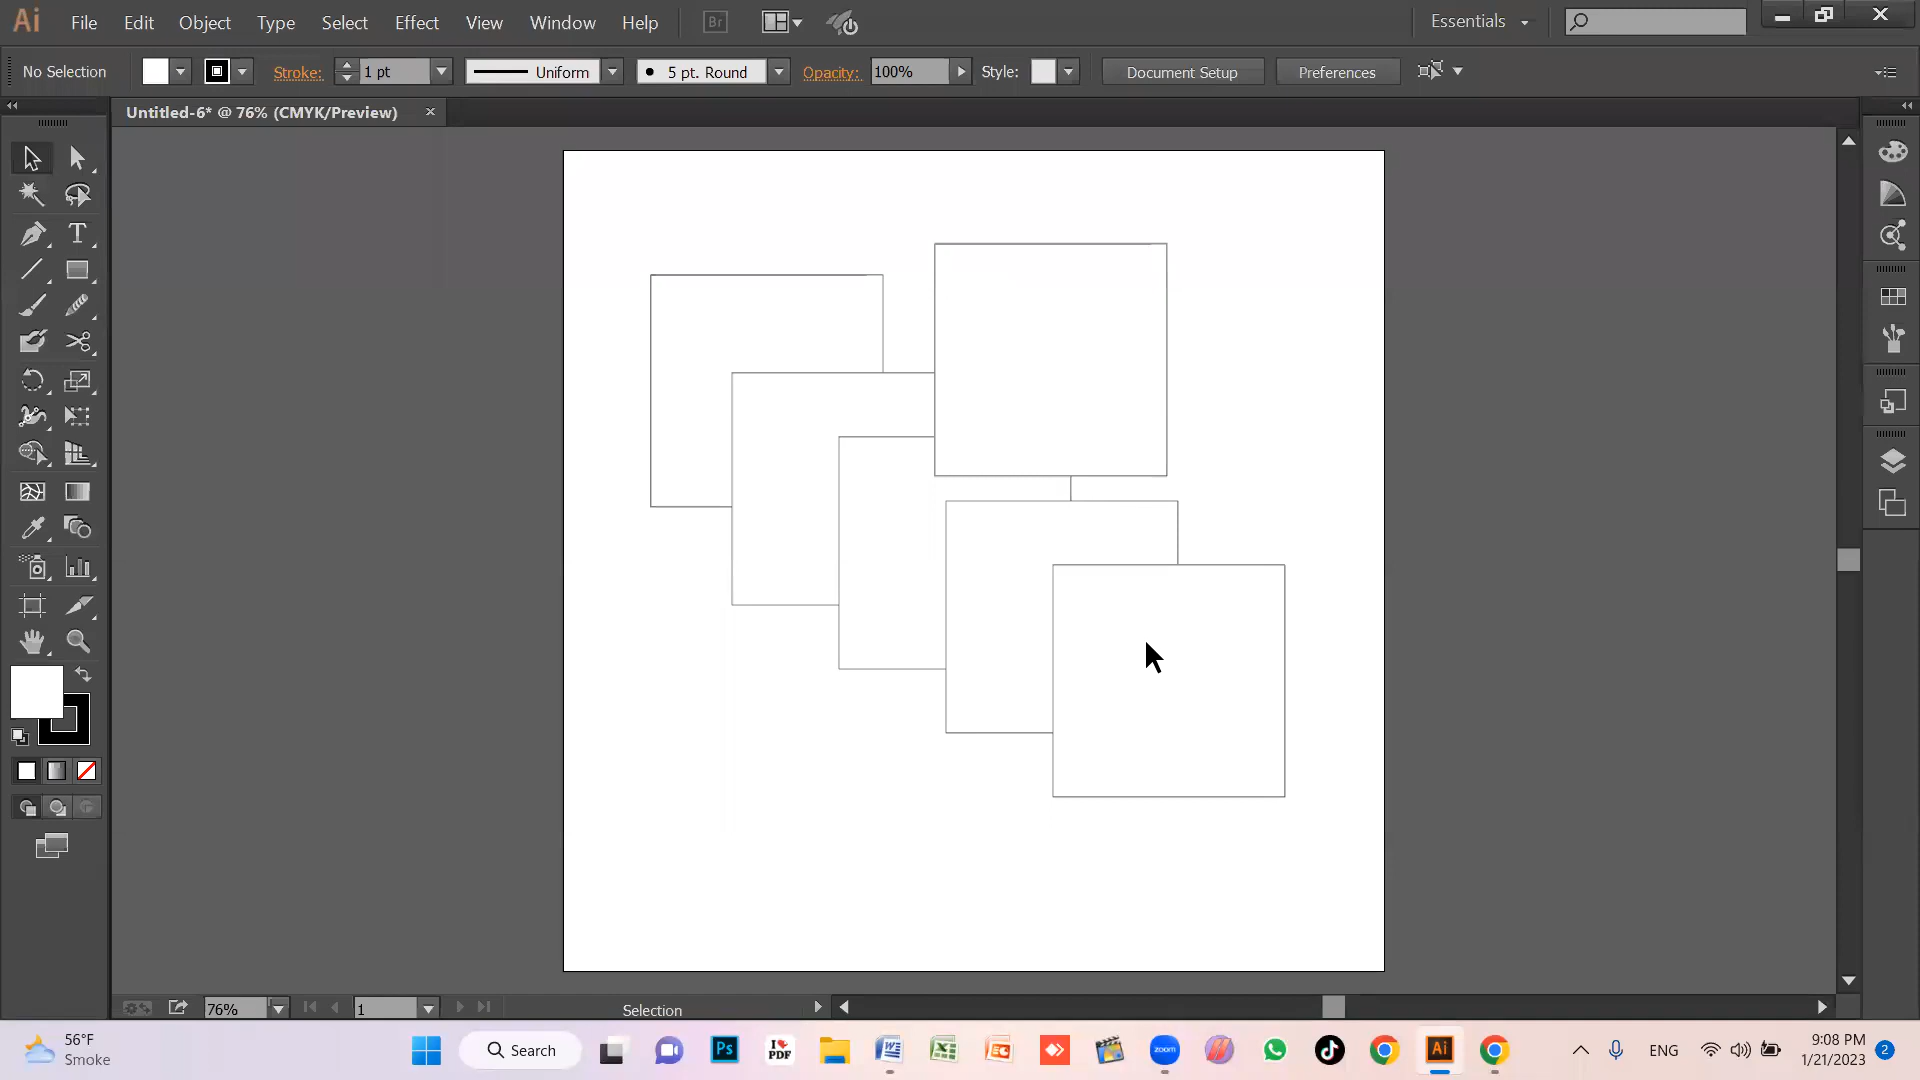 Ai File Edit Object Type Select Effect View Window Help Br Essentials
No Selection Stroke: 1 pt Uniform 5 pt. Round Opacity: 100% Style: Document Setup Preferences
Untitled-6* @ 76% (CMYK/Preview) ×
T
76% 1 Selection
56°F
Smoke
Search
Ps
I PDF
zoom
Ai
ENG
9:08 PM
1/21/2023
2